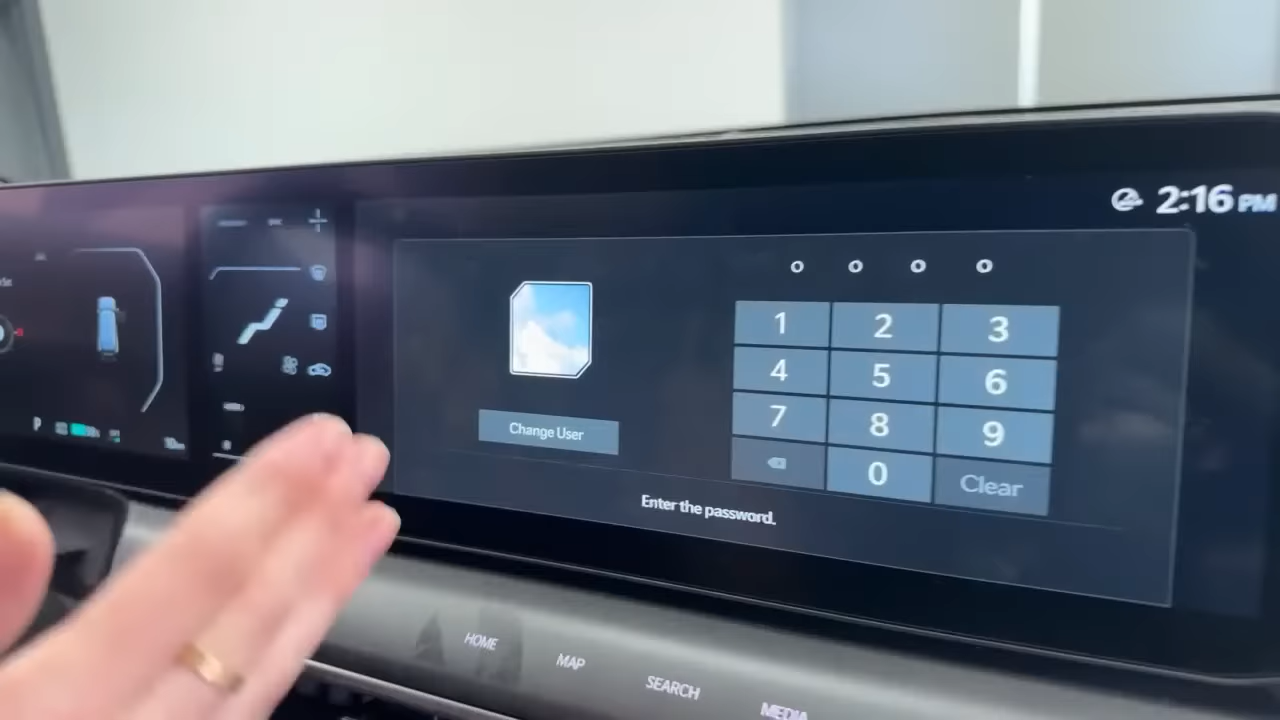 2:16 PM
1 2 3
4 5 6
7 8 9
0 Clear
Change User
Enter the password.
P
HOME
MAP
SEARCH
MEDIA